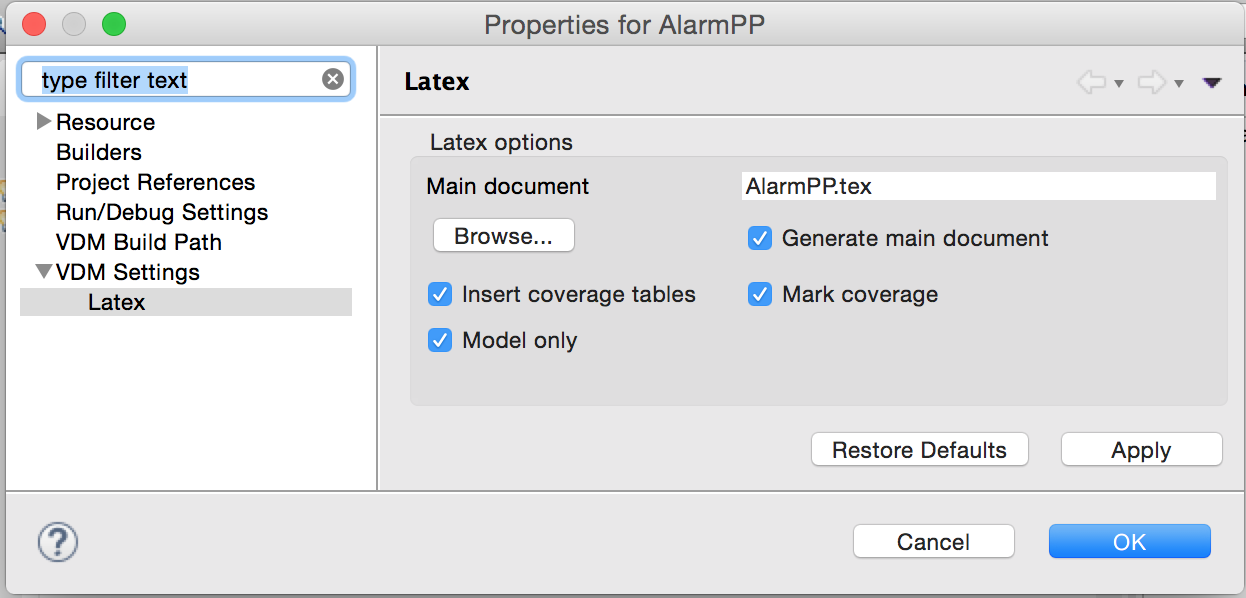 Properties for AlarmPP
type filter text
Resource
Builders
Project References
Run/Debug Settings
VDM Build Path
VDM Settings
Latex
Latex
Latex options
Main document
AlarmPP.tex
Browse...
Generate main document
Insert coverage tables
Mark coverage
Model only
Restore Defaults
Apply
?
Cancel
OK